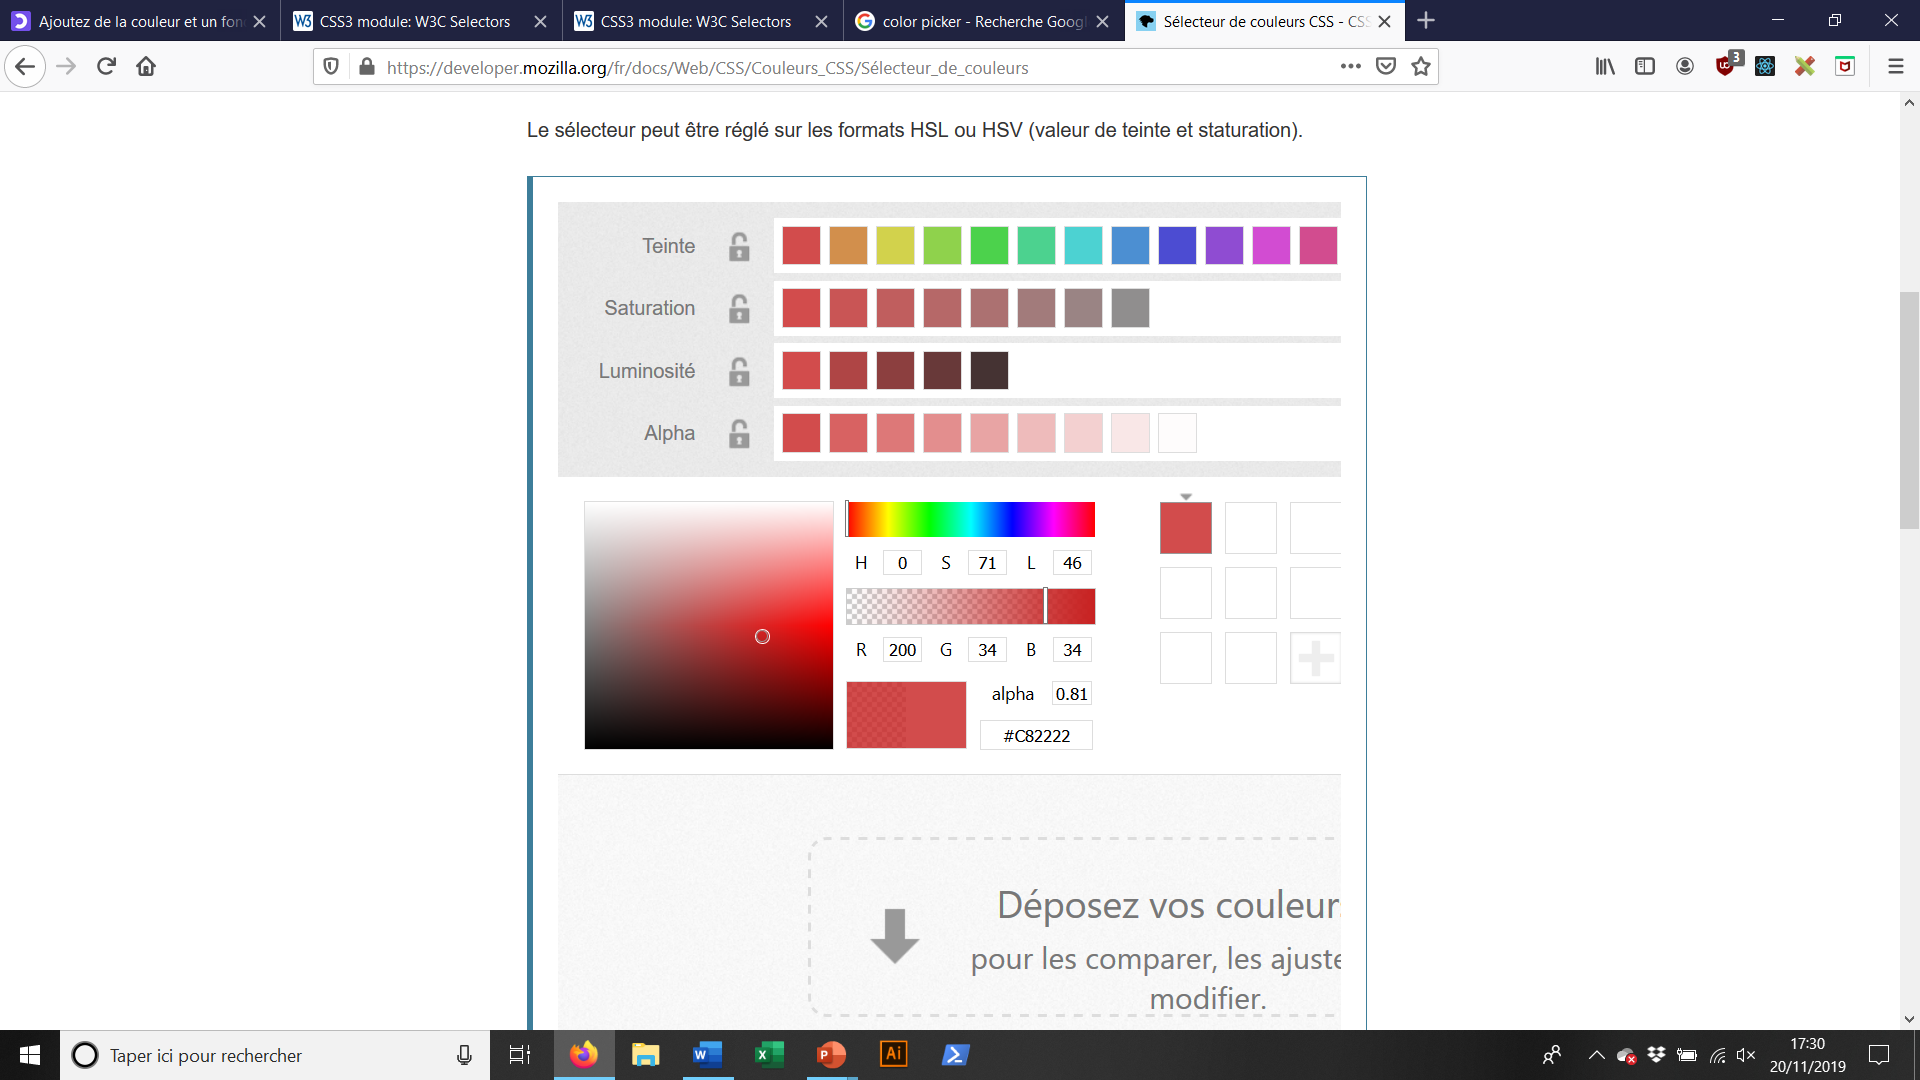 Ajoutez de la couleur et un fon
CSS3 module: W3C Selectors
CSS3 module: W3C Selectors
color picker - Recherche Googl
Sélecteur de couleurs CSS - CSS
https://developer.mozilla.org/fr/docs/Web/CSS/Couleurs_CSS/Sélecteur_de_couleurs
3
Le sélecteur peut être réglé sur les formats HSL ou HSV (valeur de teinte et staturation).
Teinte
Saturation
Luminosité
Alpha
H 0 S 71 L 46
R 200 G 34 B 34
alpha 0.81
#C82222
Déposez vos couleur
pour les comparer, les ajuste
modifier.
Taper ici pour rechercher
17:30
20/11/2019